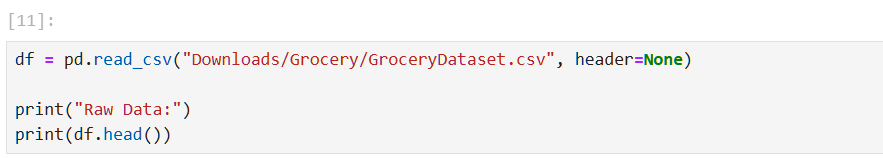 [11]:
df = pd.read_csv("Downloads/Grocery/GroceryDataset.csv", header=None)
print("Raw Data:")
print(df.head())